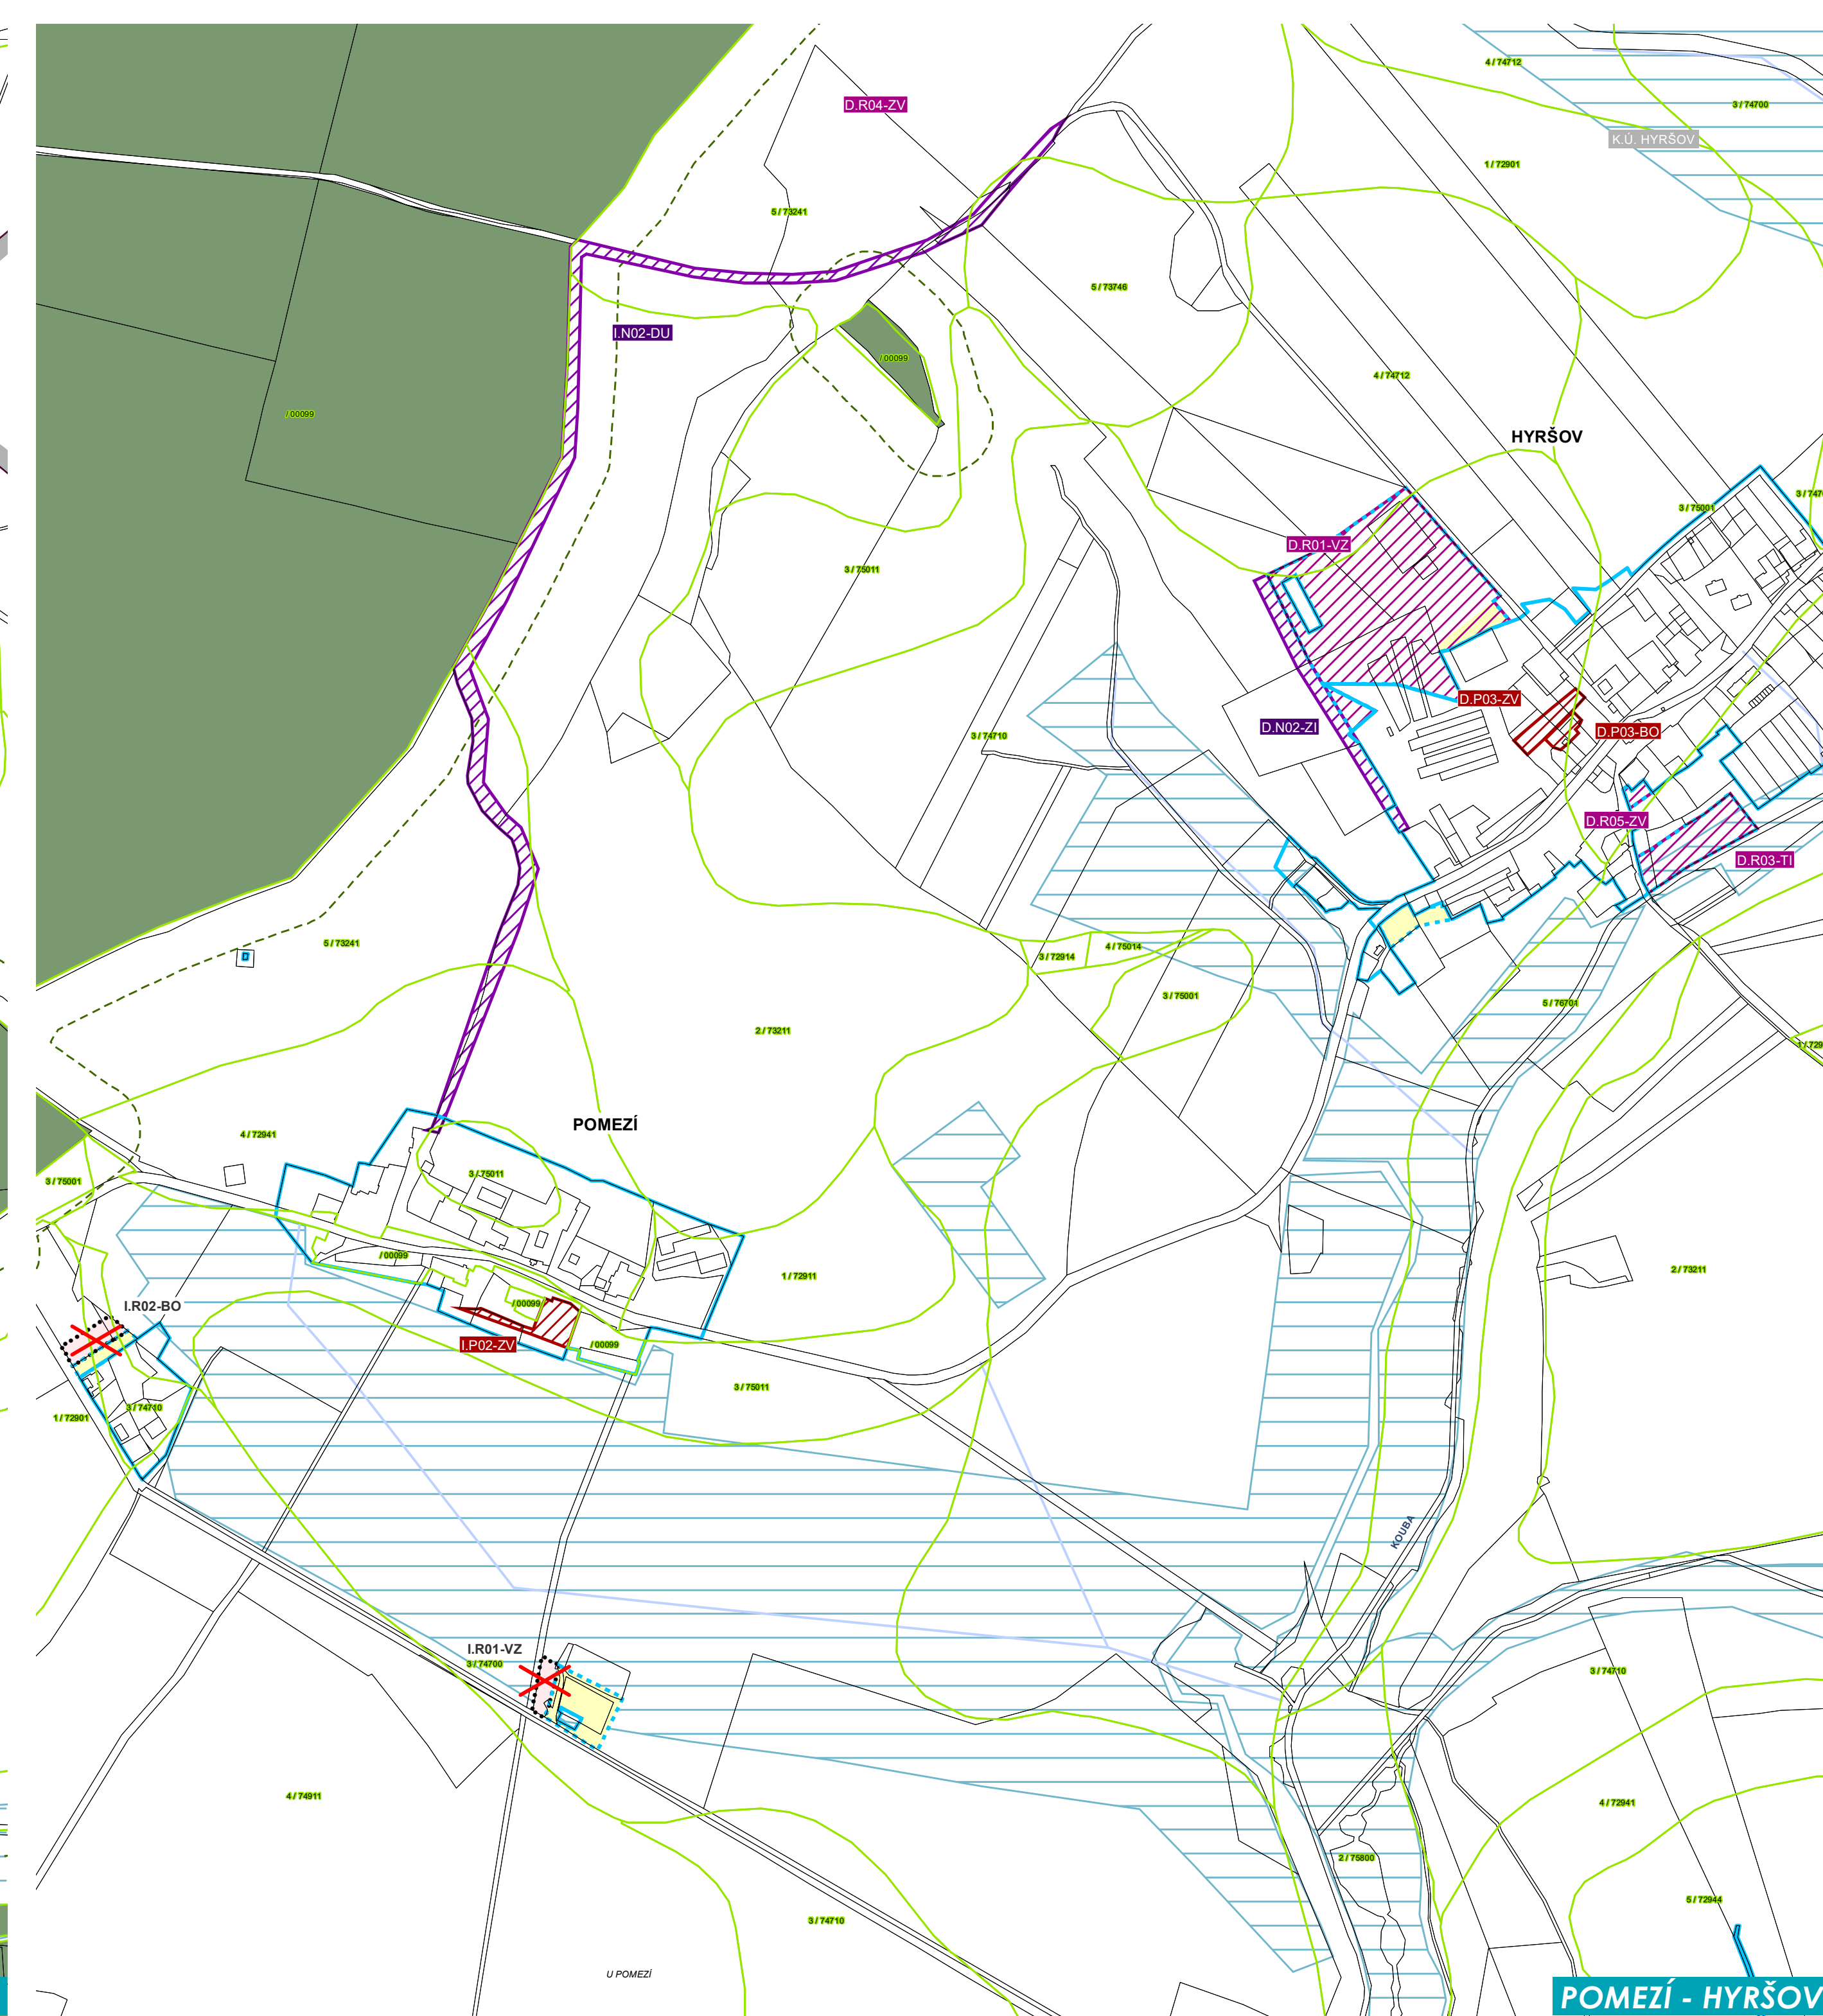 4 / 74712
D.R04-ZV
3 / 74700
K.Ú. HYRŠOV
1 / 72901
5 / 73241
5 / 73746
I.N02-DU
/ 00099
4 / 74712
/ 00099
HYRŠOV
3 / 75001
D.R01-VZ
3 / 75011
D.P03-ZV
D.N02-ZI
D.P03-BO
3 / 74710
D.R05-ZV
D.R03-TI
5 / 73241
4 / 75014
3 / 72914
3 / 75001
5 / 76701
2 / 73211
POMEZÍ
4 / 72941
3 / 75011
3 / 75001
/ 00099
2 / 73211
1 / 72911
I.R02-BO
/ 00099
I.P02-ZV
/ 00099
3 / 75011
3 / 74710
1 / 72901
KOUBA
I.R01-VZ
3 / 74700
3 / 74710
4 / 74911
4 / 72941
2 / 75800
5 / 72944
3 / 74710
U POMEZÍ
POMEZÍ - HYRŠOV